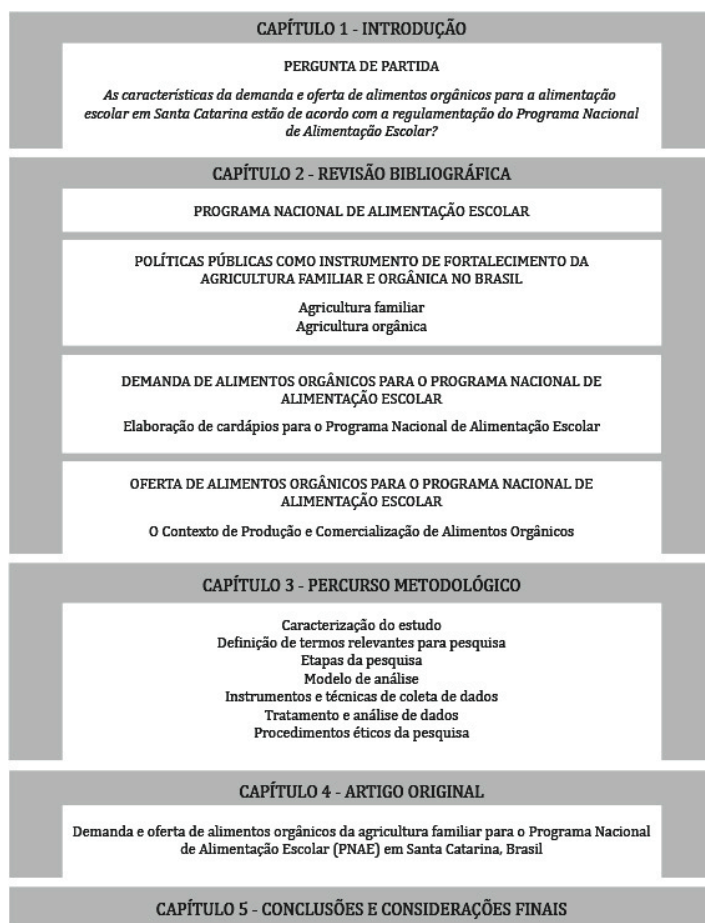 CAPÍTULO 1 - INTRODUÇÃO
PERGUNTA DE PARTIDA
As características da demanda e oferta de alimentos orgânicos para a alimentação
escolar em Santa Catarina estão de acordo com a regulamentação do Programa Nacional
de Alimentação Escolar?
CAPÍTULO 2 - REVISÃO BIBLIOGRÁFICA
PROGRAMA NACIONAL DE ALIMENTAÇÃO ESCOLAR
POLÍTICAS PÚBLICAS COMO INSTRUMENTO DE FORTALECIMENTO DA
AGRICULTURA FAMILIAR E ORGÂNICA NO BRASIL
Agricultura familiar
Agricultura orgânica
DEMANDA DE ALIMENTOS ORGÂNICOS PARA O PROGRAMA NACIONAL DE
ALIMENTAÇÃO ESCOLAR
Elaboração de cardápios para o Programa Nacional de Alimentação Escolar
OFERTA DE ALIMENTOS ORGÂNICOS PARA O PROGRAMA NACIONAL DE
ALIMENTAÇÃO ESCOLAR
O Contexto de Produção e Comercialização de Alimentos Orgânicos
CAPÍTULO 3 - PERCURSO METODOLÓGICO
Caracterização do estudo
Definição de termos relevantes para pesquisa
Etapas da pesquisa
Modelo de análise
Instrumentos e técnicas de coleta de dados
Tratamento e análise de dados
Procedimentos éticos da pesquisa
CAPÍTULO 4 - ARTIGO ORIGINAL
Demanda e oferta de alimentos orgânicos da agricultura familiar para o Programa Nacional
de Alimentação Escolar (PNAE) em Santa Catarina, Brasil
CAPÍTULO 5 - CONCLUSÕES E CONSIDERAÇÕES FINAIS